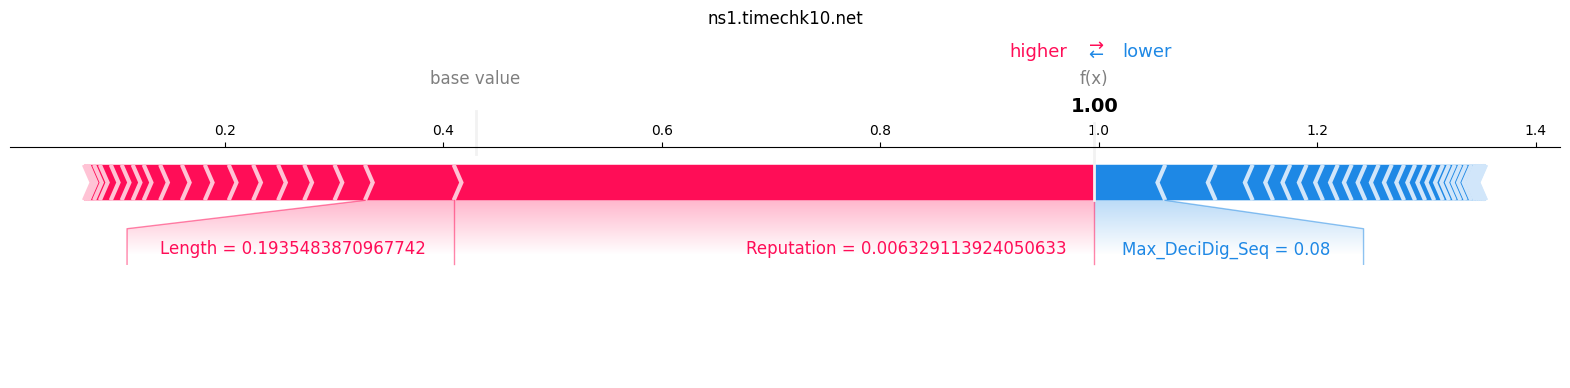 ns1.timechk10.net
higher → ← lower
base value
f(x)
1.00
0.2 0.4 0.6 0.8 1.0 1.2 1.4
Length = 0.1935483870967742 Reputation = 0.006329113924050633 Max_DeciDig_Seq = 0.08